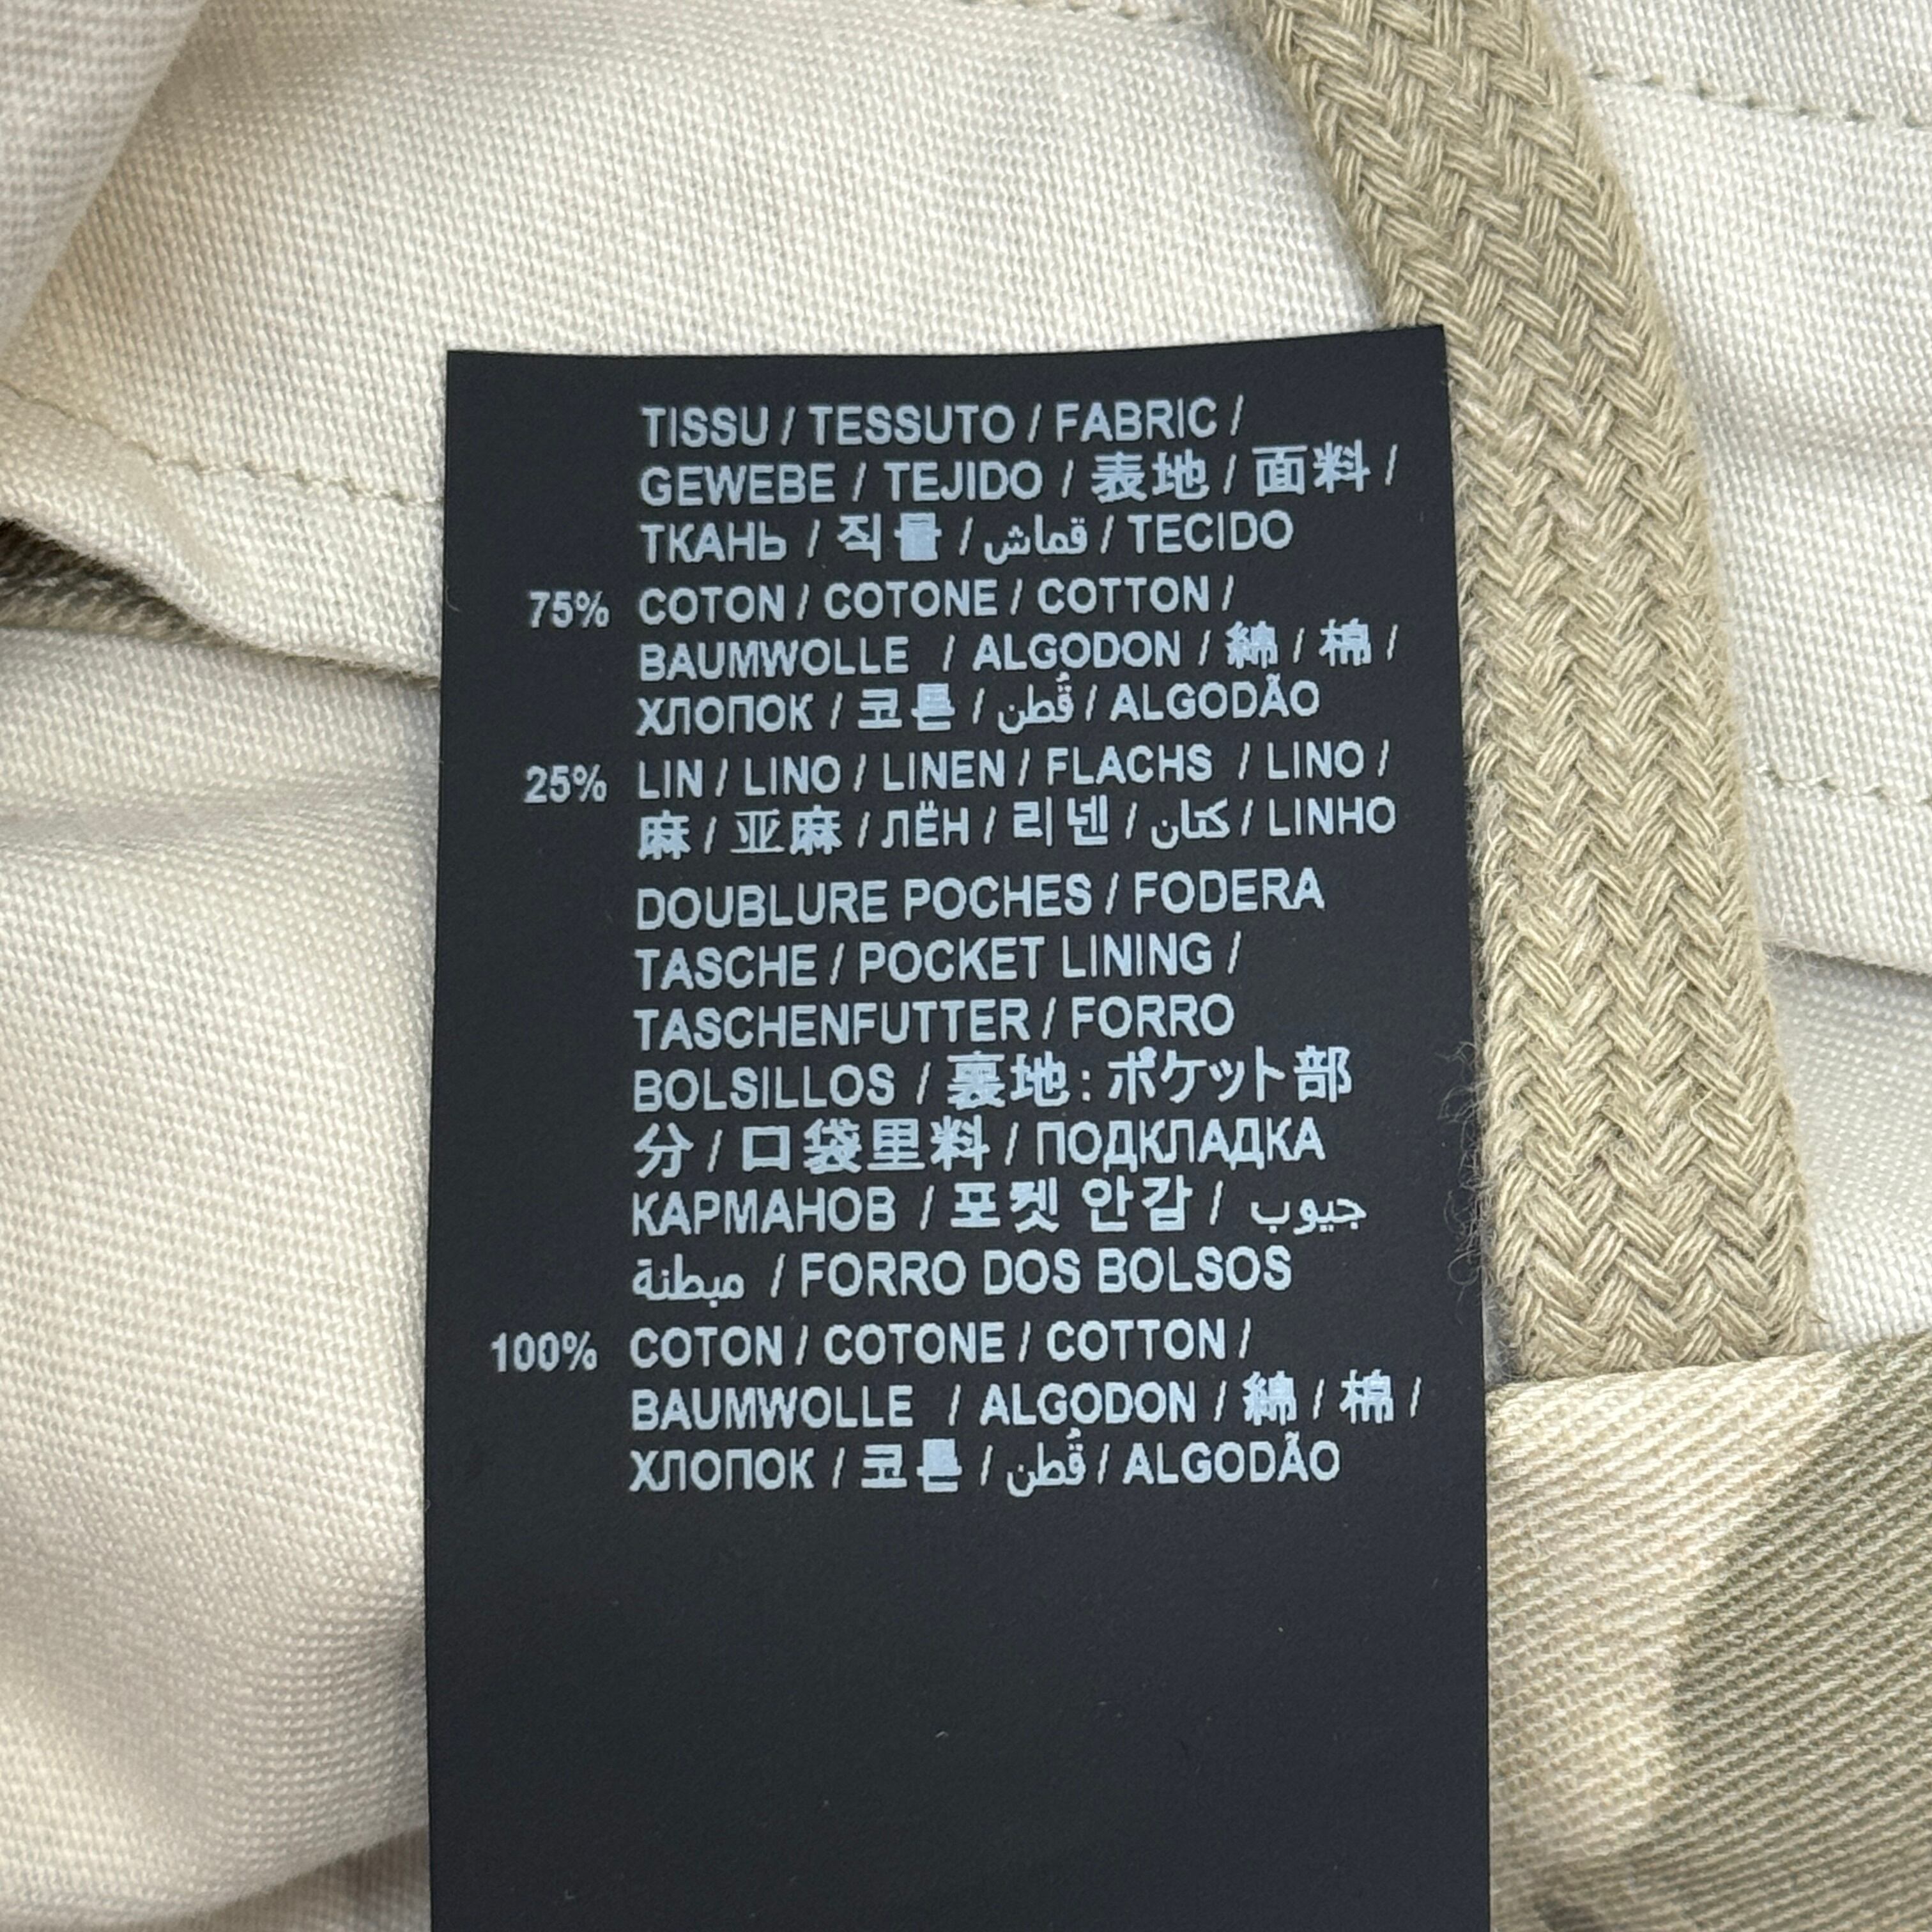 TISSU / TESSUTO / FABRIC /
GEWEBE / TEJIDO / 表地 / 面料 /
ТКАНЬ / 직물 / قماش / TECIDO
75% COTON / COTONE / COTTON /
BAUMWOLLE / ALGODON / 綿 / 棉 /
ХЛОПОК / 코튼 / قُطن / ALGODÃO
25% LIN / LINO / LINEN / FLACHS / LINO /
麻 / 亚麻 / ЛЁН / 리넨 / كتان / LINHO
DOUBLURE POCHES / FODERA
TASCHE / POCKET LINING /
TASCHENFUTTER / FORRO
BOLSILLOS / 裏地:ポケット部
分 / 口袋里料 / ПОДКЛАДКА
КАРМАНОВ / 포켓 안감 / جيوب
مبطنة / FORRO DOS BOLSOS
100% COTON / COTONE / COTTON /
BAUMWOLLE / ALGODON / 綿 / 棉 /
ХЛОПОК / 코튼 / قُطن / ALGODÃO